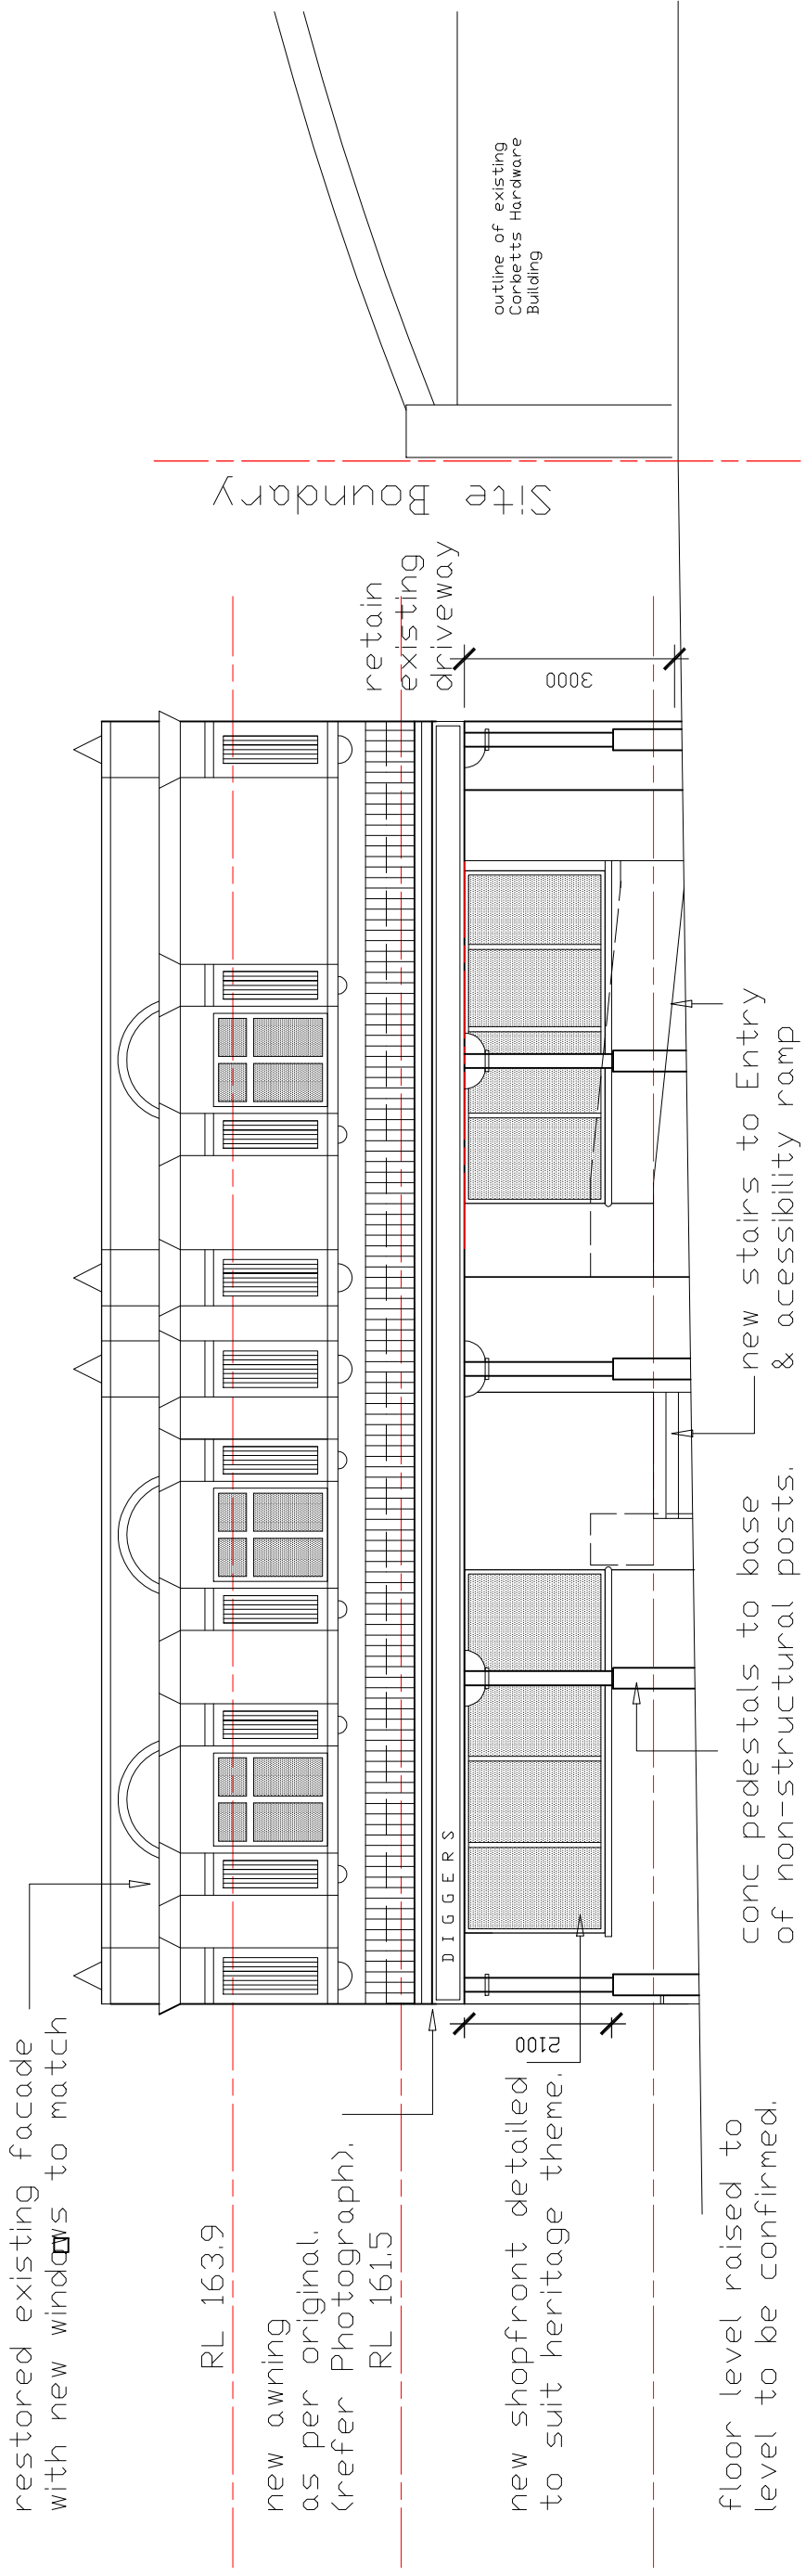 restored existing facade
with new windows to match
RL 163.9
new awning
as per original.
(refer Photograph).
RL 161.5
new shopfront detailed
to suit heritage theme.
floor level raised to
level to be confirmed.
2100
DIGGERS
conc pedestals to base
of non-structural posts.
new stairs to Entry
& acessibility ramp
3000
retain
existing
driveway
Site Boundary
outline of existing
Corbetts Hardware
Building